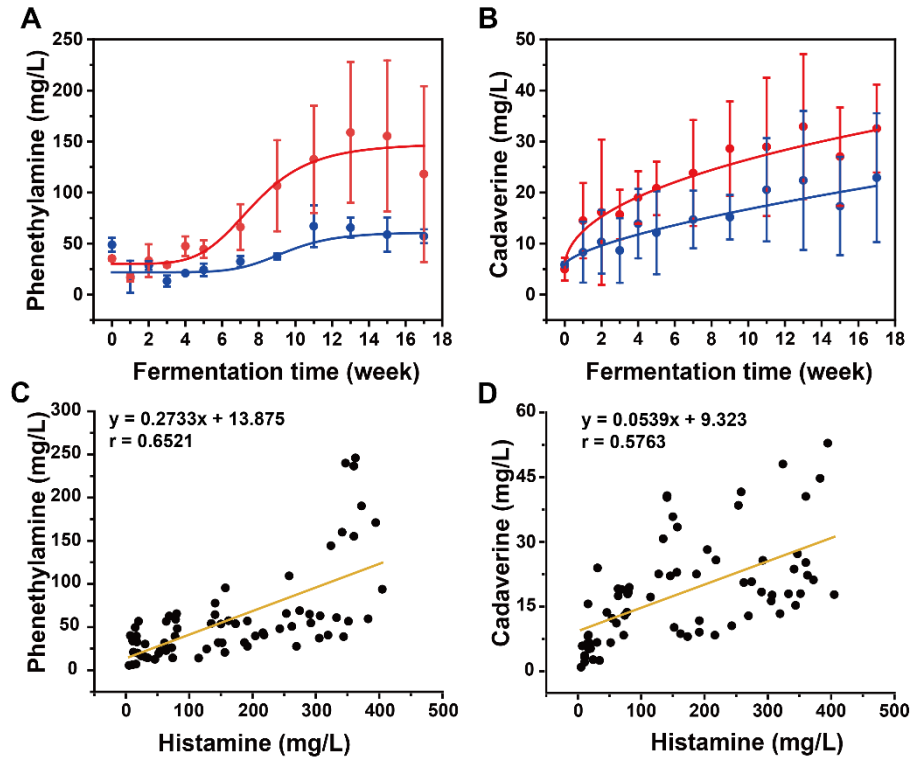 A
Phenethylamine (mg/L)
250
200
150
100
50
0
0 2 4 6 8 10 12 14 16 18
Fermentation time (week)
B
Cadaverine (mg/L)
50
40
30
20
10
0
0 2 4 6 8 10 12 14 16 18
Fermentation time (week)
C
y = 0.2733x + 13.875
r = 0.6521
Phenethylamine (mg/L)
300
250
200
150
100
50
0
0 100 200 300 400 500
Histamine (mg/L)
D
y = 0.0539x + 9.323
r = 0.5763
Cadaverine (mg/L)
60
45
30
15
0
0 100 200 300 400 500
Histamine (mg/L)